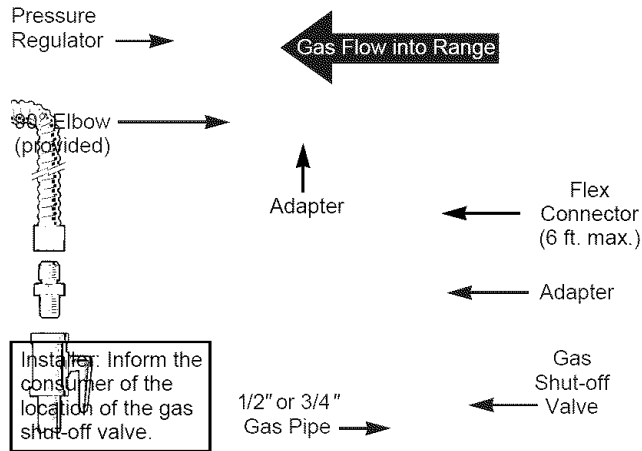 Pressure
Regulator
Gas Flow into Range
90° Elbow
(provided)
Adapter
Flex
Connector
(6 ft. max.)
Adapter
Installer: Inform the
consumer of the
location of the gas
shut-off valve.
1/2" or 3/4"
Gas Pipe
Gas
Shut-off
Valve